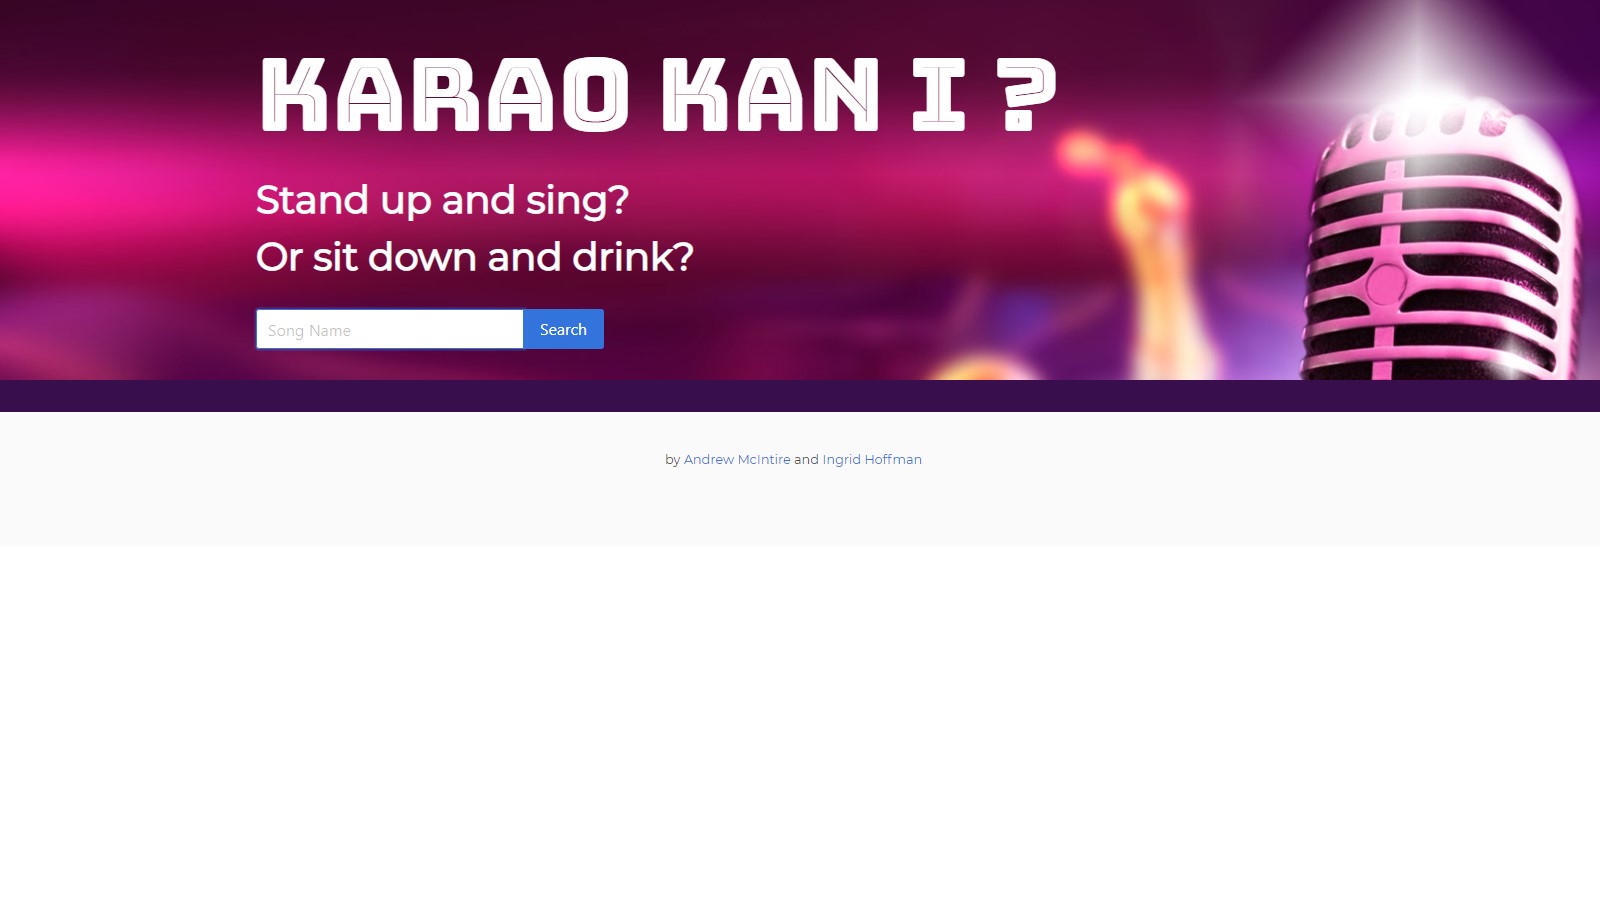 KARAO KAN I ?
Stand up and sing?
Or sit down and drink?
Song Name
Search
by Andrew McIntire and Ingrid Hoffman